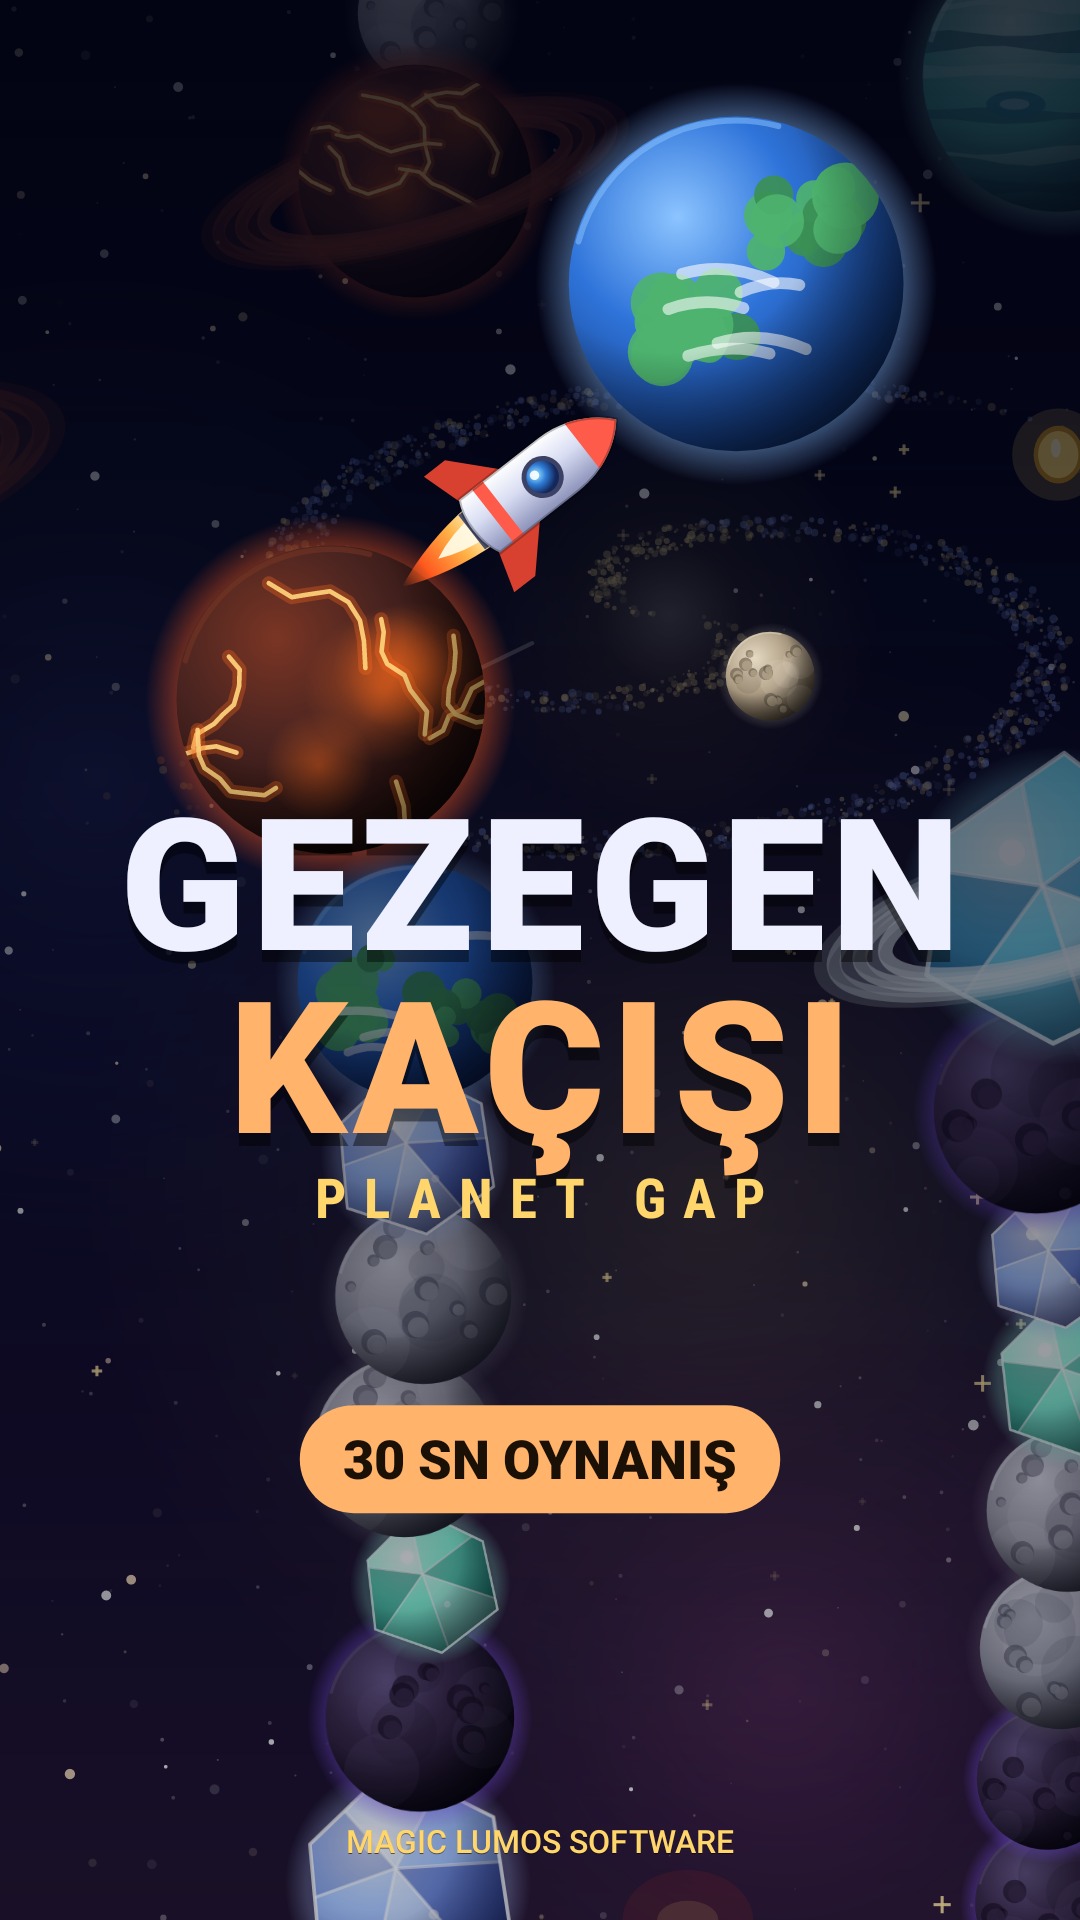 GEZEGEN
KAÇIŞI
PLANET GAP
30 SN OYNANIŞ
MAGIC LUMOS SOFTWARE